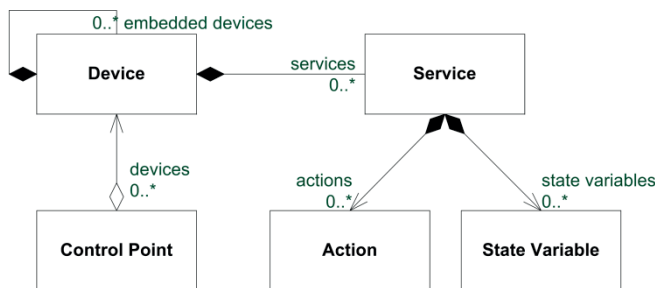 0..* embedded devices
Device
services
0..*
Service
devices
0..*
actions
0..*
state variables
0..*
Control Point
Action
State Variable